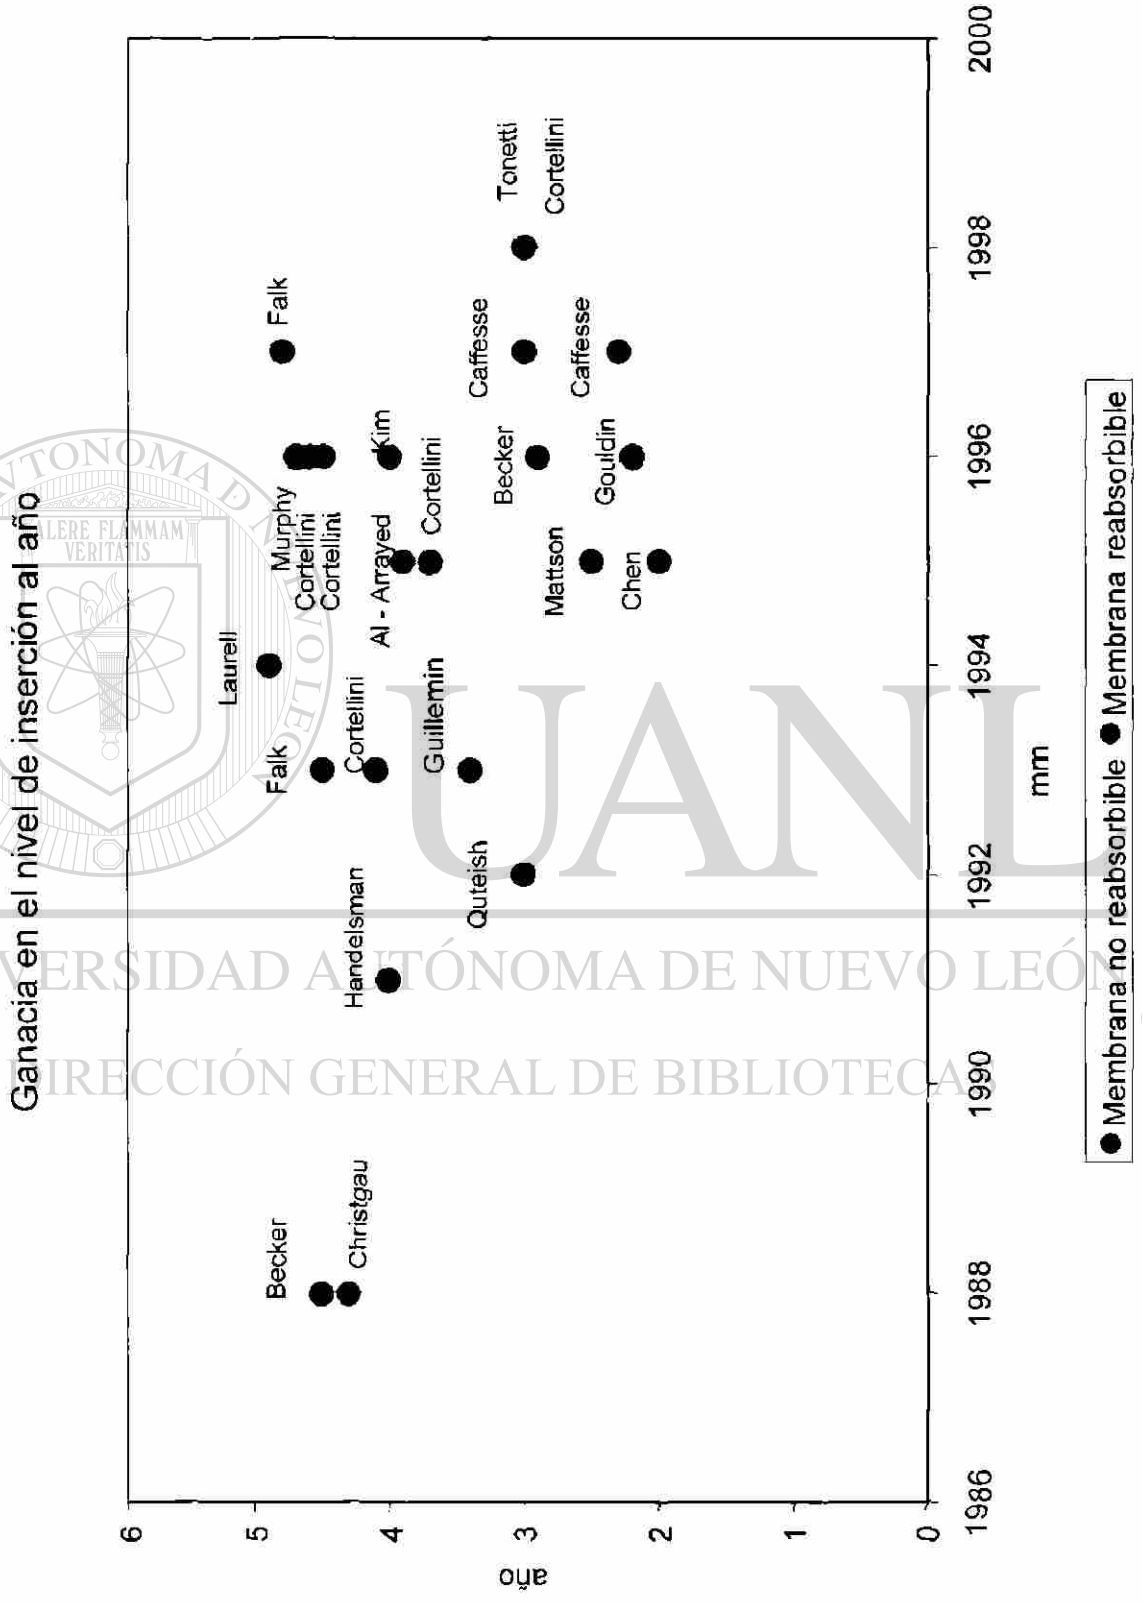 Ganacia en el nivel de inserción al año
6
5
4
3
2
1
0
año
1986
1988
1990
1992
1994
1996
1998
2000
mm
Becker
Christgau
Handelsman
Quteish
Falk
Cortellini
Guillemin
Laurell
Murphy
Cortellini
Cortellini
Al - Arrayed
Kim
Cortellini
Mattson
Chen
Becker
Gouldin
Falk
Caffesse
Caffesse
Tonetti
Cortellini
Membrana no reabsorbible
Membrana reabsorbible
ALERE FLAMMAM
VERITATIS
UANL
VERSIDAD AUTÓNOMA DE NUEVO LEÓN
DIRECCIÓN GENERAL DE BIBLIOTECAS